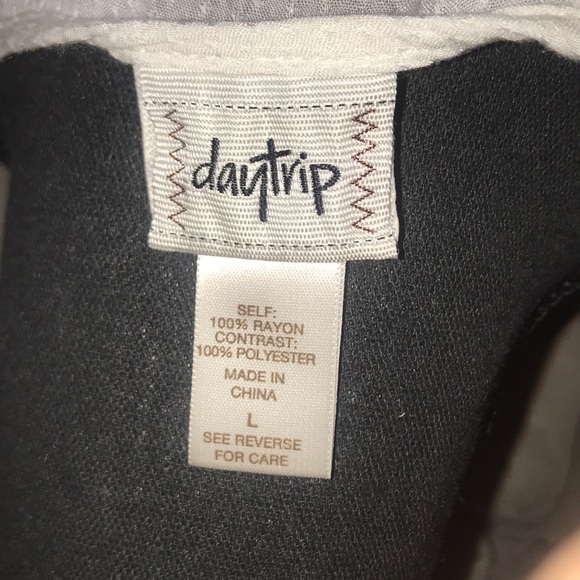 daytrip
SELF:
100% RAYON
CONTRAST:
100% POLYESTER
MADE IN
CHINA
L
SEE REVERSE
FOR CARE